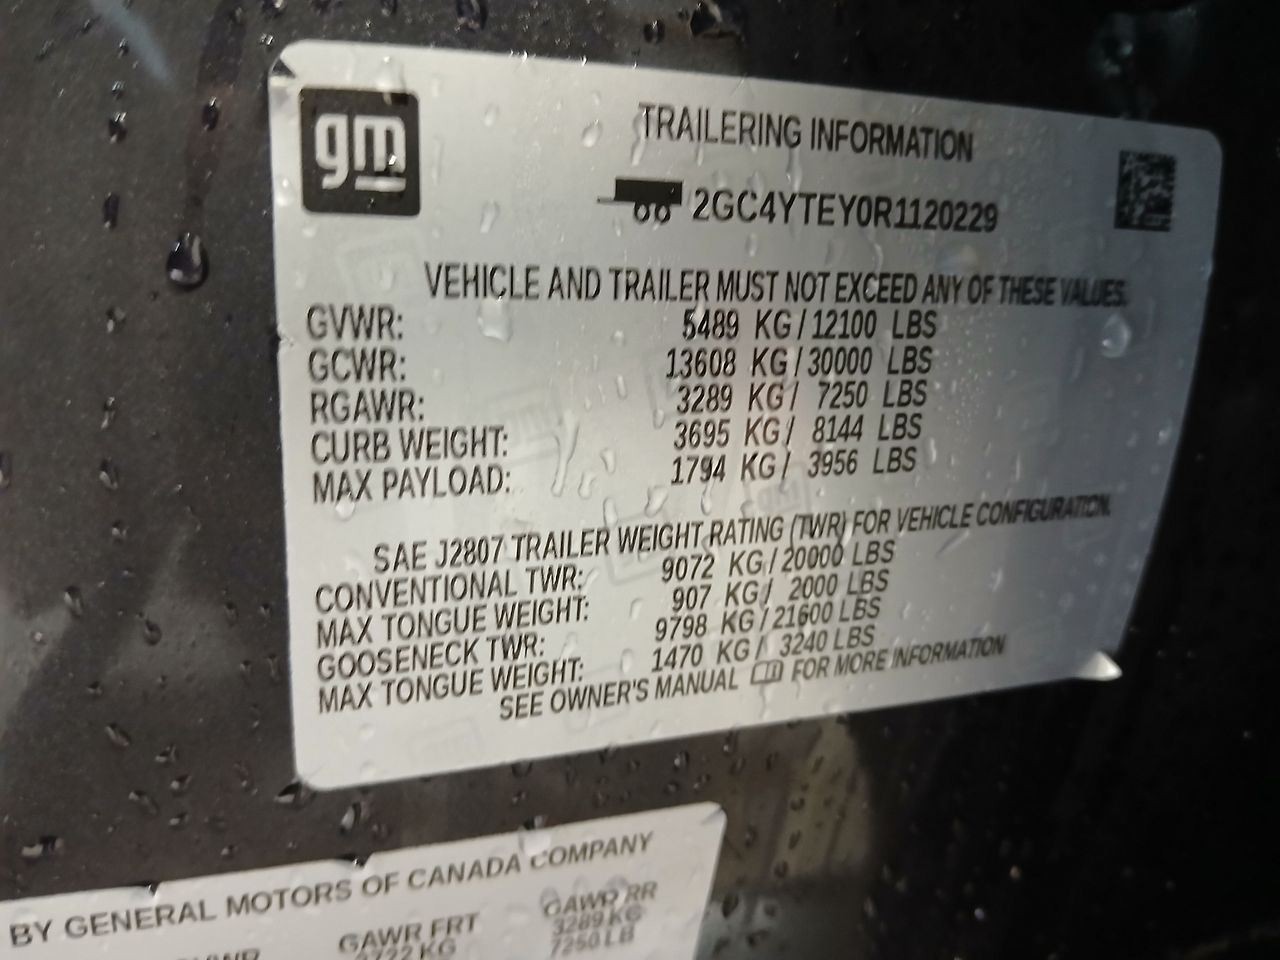 gm
TRAILERING INFORMATION
2GC4YTEY0R1120229
VEHICLE AND TRAILER MUST NOT EXCEED ANY OF THESE VALUES.
GVWR: 5489 KG / 12100 LBS
GCWR: 13608 KG / 30000 LBS
RGAWR: 3289 KG / 7250 LBS
CURB WEIGHT: 3695 KG / 8144 LBS
MAX PAYLOAD: 1794 KG / 3956 LBS
SAE J2807 TRAILER WEIGHT RATING (TWR) FOR VEHICLE CONFIGURATION.
CONVENTIONAL TWR: 9072 KG / 20000 LBS
MAX TONGUE WEIGHT: 907 KG / 2000 LBS
GOOSENECK TWR: 9798 KG / 21600 LBS
MAX TONGUE WEIGHT: 1470 KG / 3240 LBS
SEE OWNER'S MANUAL FOR MORE INFORMATION
BY GENERAL MOTORS OF CANADA COMPANY
GAWR FRT GAWR RR
KG 3289 KG
7250 LB